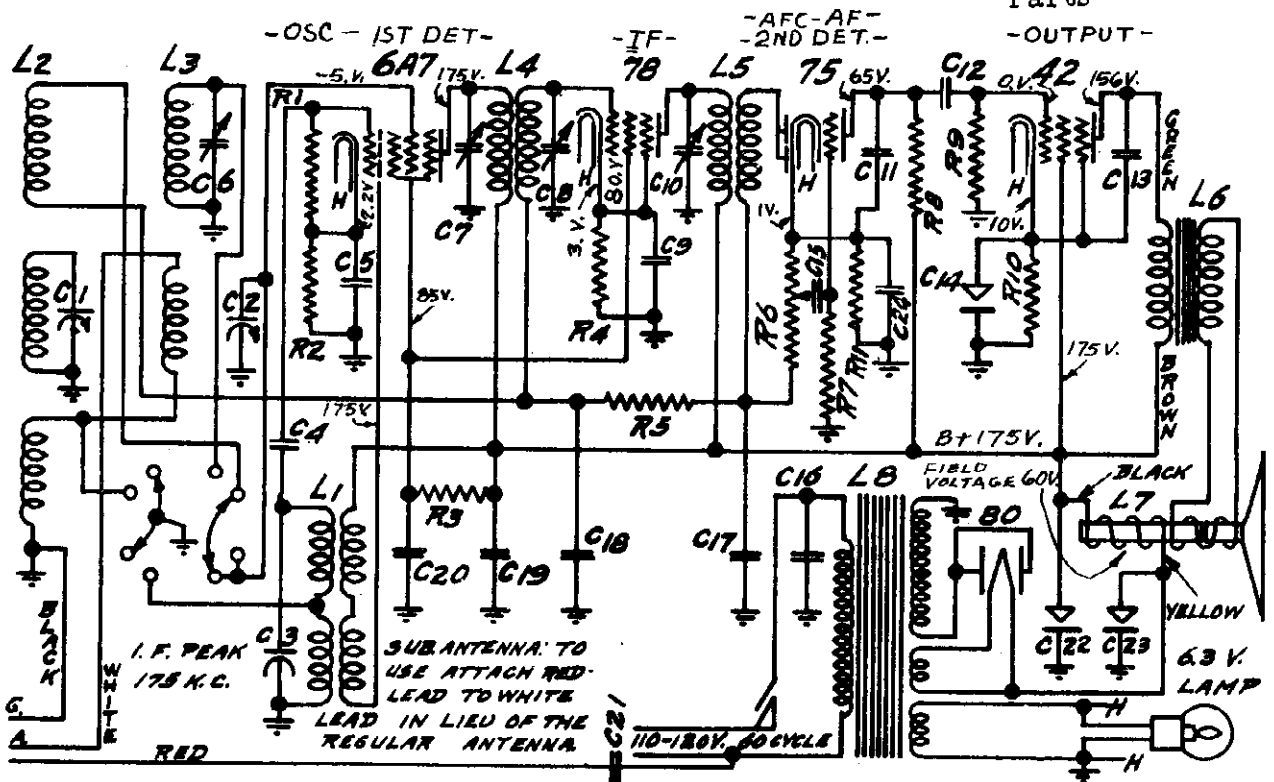 Parts
-OSC- 1ST DET-
-IF-
-AFC-AF-
-2ND DET.-
-OUTPUT-
L2
L3
-5.V.
6A7
175V.
L4
78
L5
75
65V.
C12
0.V.
42
156V.
R1
GREEN
C6
H
42.2V
C7
C8
H
80.V
C10
H
C11
R8
R9
H
C13
L6
3.V.
1V.
10V.
C1
C2
C5
85V.
C9
R6
C15
C24
C14
R10
R2
R4
R7
R11
175V.
BROWN
175V.
C4
R5
B+175V.
L1
R3
C16
L8
FIELD
VOLTAGE 60V.
BLACK
L7
80
C20
C19
C18
C17
YELLOW
C3
C22
C23
BLACK
WHITE
I.F. PEAK
175 K.C.
SUB ANTENNA: TO
USE ATTACH RED-
LEAD TO WHITE
LEAD IN LIEU OF THE
REGULAR ANTENNA
6.3 V.
LAMP
G.
A.
RED
C21
110-120V. 60 CYCLE
H
H